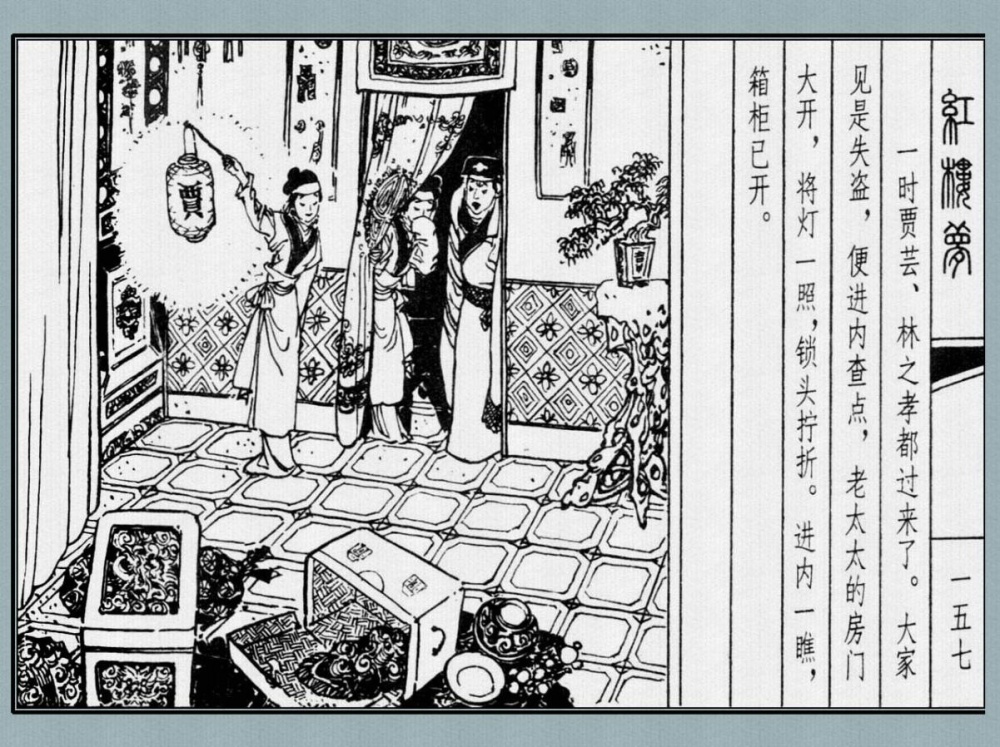 紅樓夢
一五七
一时贾芸、林之孝都过来了。大家
见是失盗，便进内查点，老太太的房门
大开，将灯一照，锁头拧折。进内一瞧，
箱柜已开。
賈